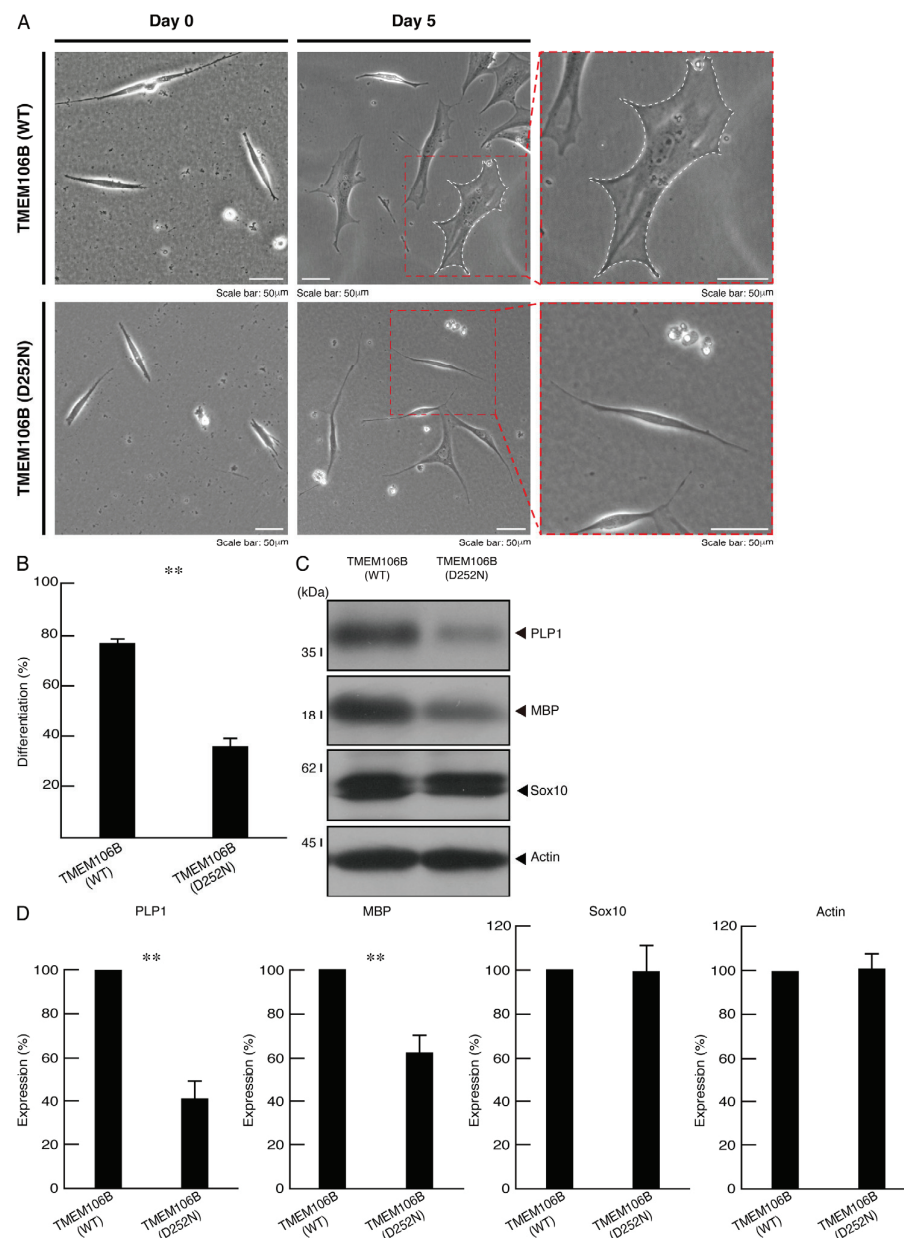 A
Day 0
Day 5
TMEM106B (WT)
Scale bar: 50μm
Scale bar: 50μm
Scale bar: 50μm
TMEM106B (D252N)
Scale bar: 50μm
Scale bar: 50μm
Scale bar: 50μm
B
**
Differentiation (%)
100
80
60
40
20
TMEM106B
(WT)
TMEM106B
(D252N)
C
TMEM106B
(WT)
TMEM106B
(D252N)
(kDa)
35
PLP1
18
MBP
62
Sox10
45
Actin
D
PLP1
**
Expression (%)
100
80
60
40
20
0
TMEM106B
(WT)
TMEM106B
(D252N)
MBP
**
Expression (%)
100
80
60
40
20
0
TMEM106B
(WT)
TMEM106B
(D252N)
Sox10
Expression (%)
120
100
80
60
40
20
0
TMEM106B
(WT)
TMEM106B
(D252N)
Actin
Expression (%)
120
100
80
60
40
20
0
TMEM106B
(WT)
TMEM106B
(D252N)